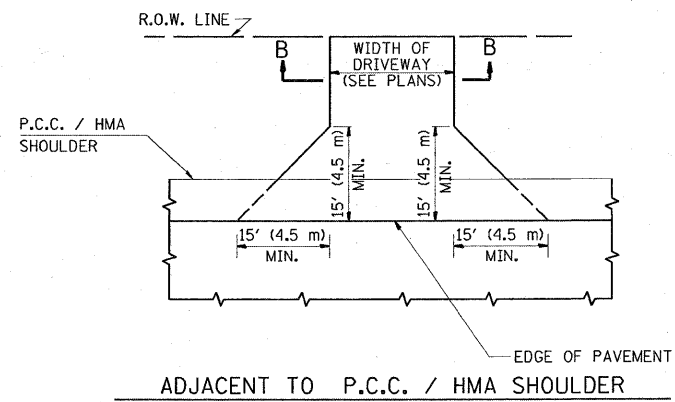 R.O.W. LINE
B
WIDTH OF
DRIVEWAY
(SEE PLANS)
B
P.C.C. / HMA
SHOULDER
15' (4.5 m)
MIN.
15' (4.5 m)
MIN.
15' (4.5 m)
MIN.
15' (4.5 m)
MIN.
EDGE OF PAVEMENT
ADJACENT TO P.C.C. / HMA SHOULDER